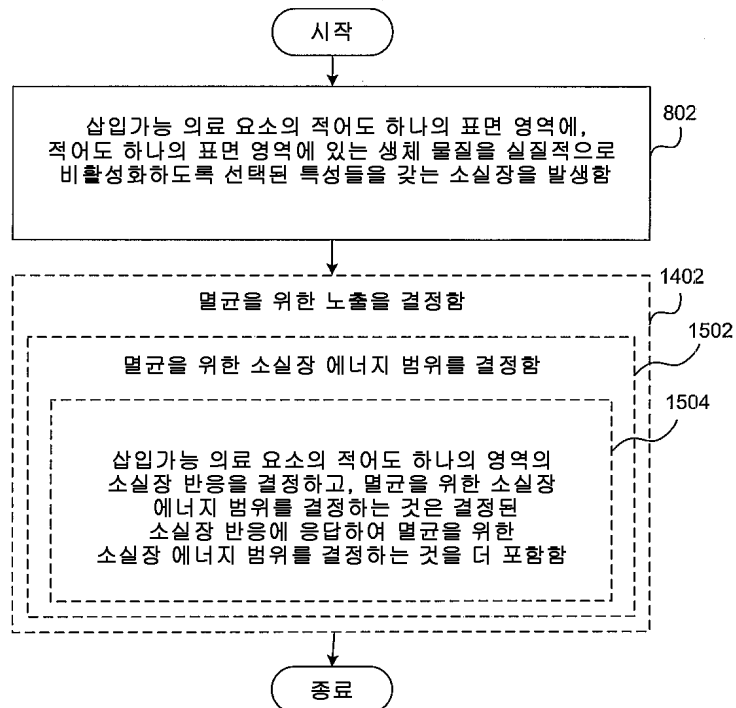 시작
삽입가능 의료 요소의 적어도 하나의 표면 영역에,
적어도 하나의 표면 영역에 있는 생체 물질을 실질적으로
비활성화하도록 선택된 특성들을 갖는 소실장을 발생함
802
멸균을 위한 노출을 결정함
1402
멸균을 위한 소실장 에너지 범위를 결정함
1502
삽입가능 의료 요소의 적어도 하나의 영역의
소실장 반응을 결정하고, 멸균을 위한 소실장
에너지 범위를 결정하는 것은 결정된
소실장 반응에 응답하여 멸균을 위한
소실장 에너지 범위를 결정하는 것을 더 포함함
1504
종료